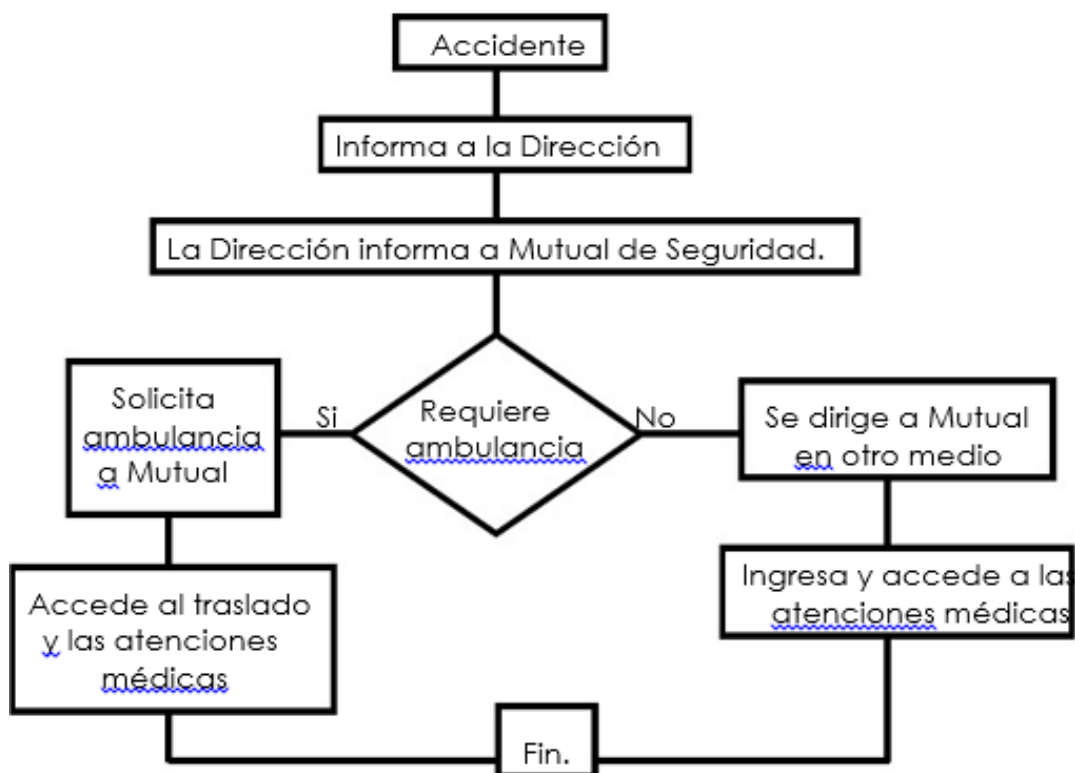 Accidente
Informa a la Dirección
La Dirección informa a Mutual de Seguridad.
Solicita
ambulancia
a Mutual
Si
Requiere
ambulancia
No
Se dirige a Mutual
en otro medio
Accede al traslado
y las atenciones
médicas
Ingresa y accede a las
atenciones médicas
Fin.